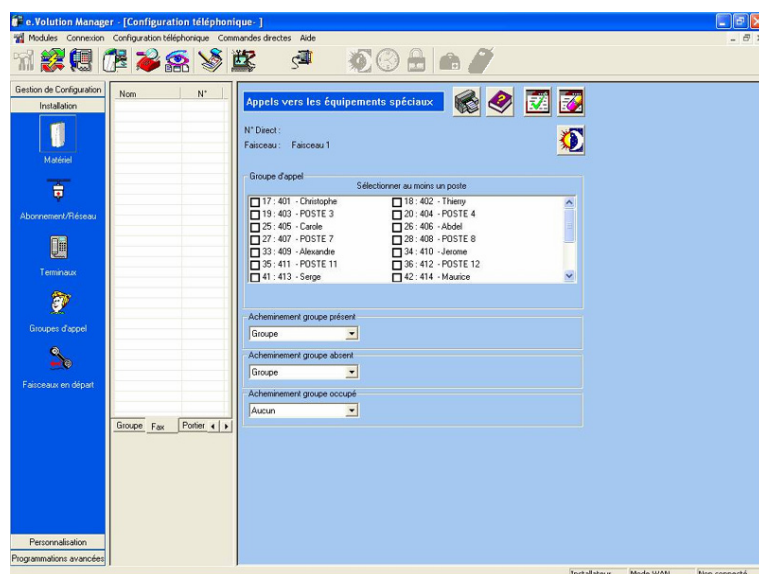 e.Volution Manager - [Configuration téléphonique- ]
Modules Connexion Configuration téléphonique Commandes directes Aide
Gestion de Configuration
Installation
Matériel
Abonnement/Réseau
Terminaux
Groupes d'appel
Faisceaux en départ
Personnalisation
Programmations avancées
Nom N°
Groupe Fax Portier
Appels vers les équipements spéciaux
N° Direct :
Faisceau : Faisceau 1
Groupe d'appel
Sélectionner au moins un poste
17 : 401 - Christophe 18 : 402 - Thierry
19 : 403 - POSTE 3 20 : 404 - POSTE 4
25 : 405 - Carole 26 : 406 - Abdel
27 : 407 - POSTE 7 28 : 408 - POSTE 8
33 : 409 - Alexandre 34 : 410 - Jerome
35 : 411 - POSTE 11 36 : 412 - POSTE 12
41 : 413 - Serge 42 : 414 - Maurice
Acheminement groupe présent
Groupe
Acheminement groupe absent
Groupe
Acheminement groupe occupé
Aucun
Installateur Mode WAN Non connecté